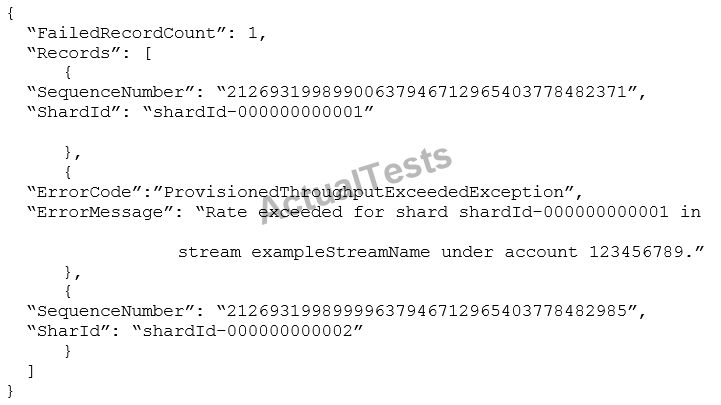 {
“FailedRecordCount”: 1,
“Records”: [
{
“SequenceNumber”: “21269319989900637946712965403778482371”,
“ShardId”: “shardId-000000000001”
},
{
“ErrorCode”:”ProvisionedThroughputExceededException”,
“ErrorMessage”: “Rate exceeded for shard shardId-000000000001 in
stream exampleStreamName under account 123456789.”
},
{
“SequenceNumber”: “21269319989999637946712965403778482985”,
“SharId”: “shardId-000000000002”
}
]
}
ActualTests